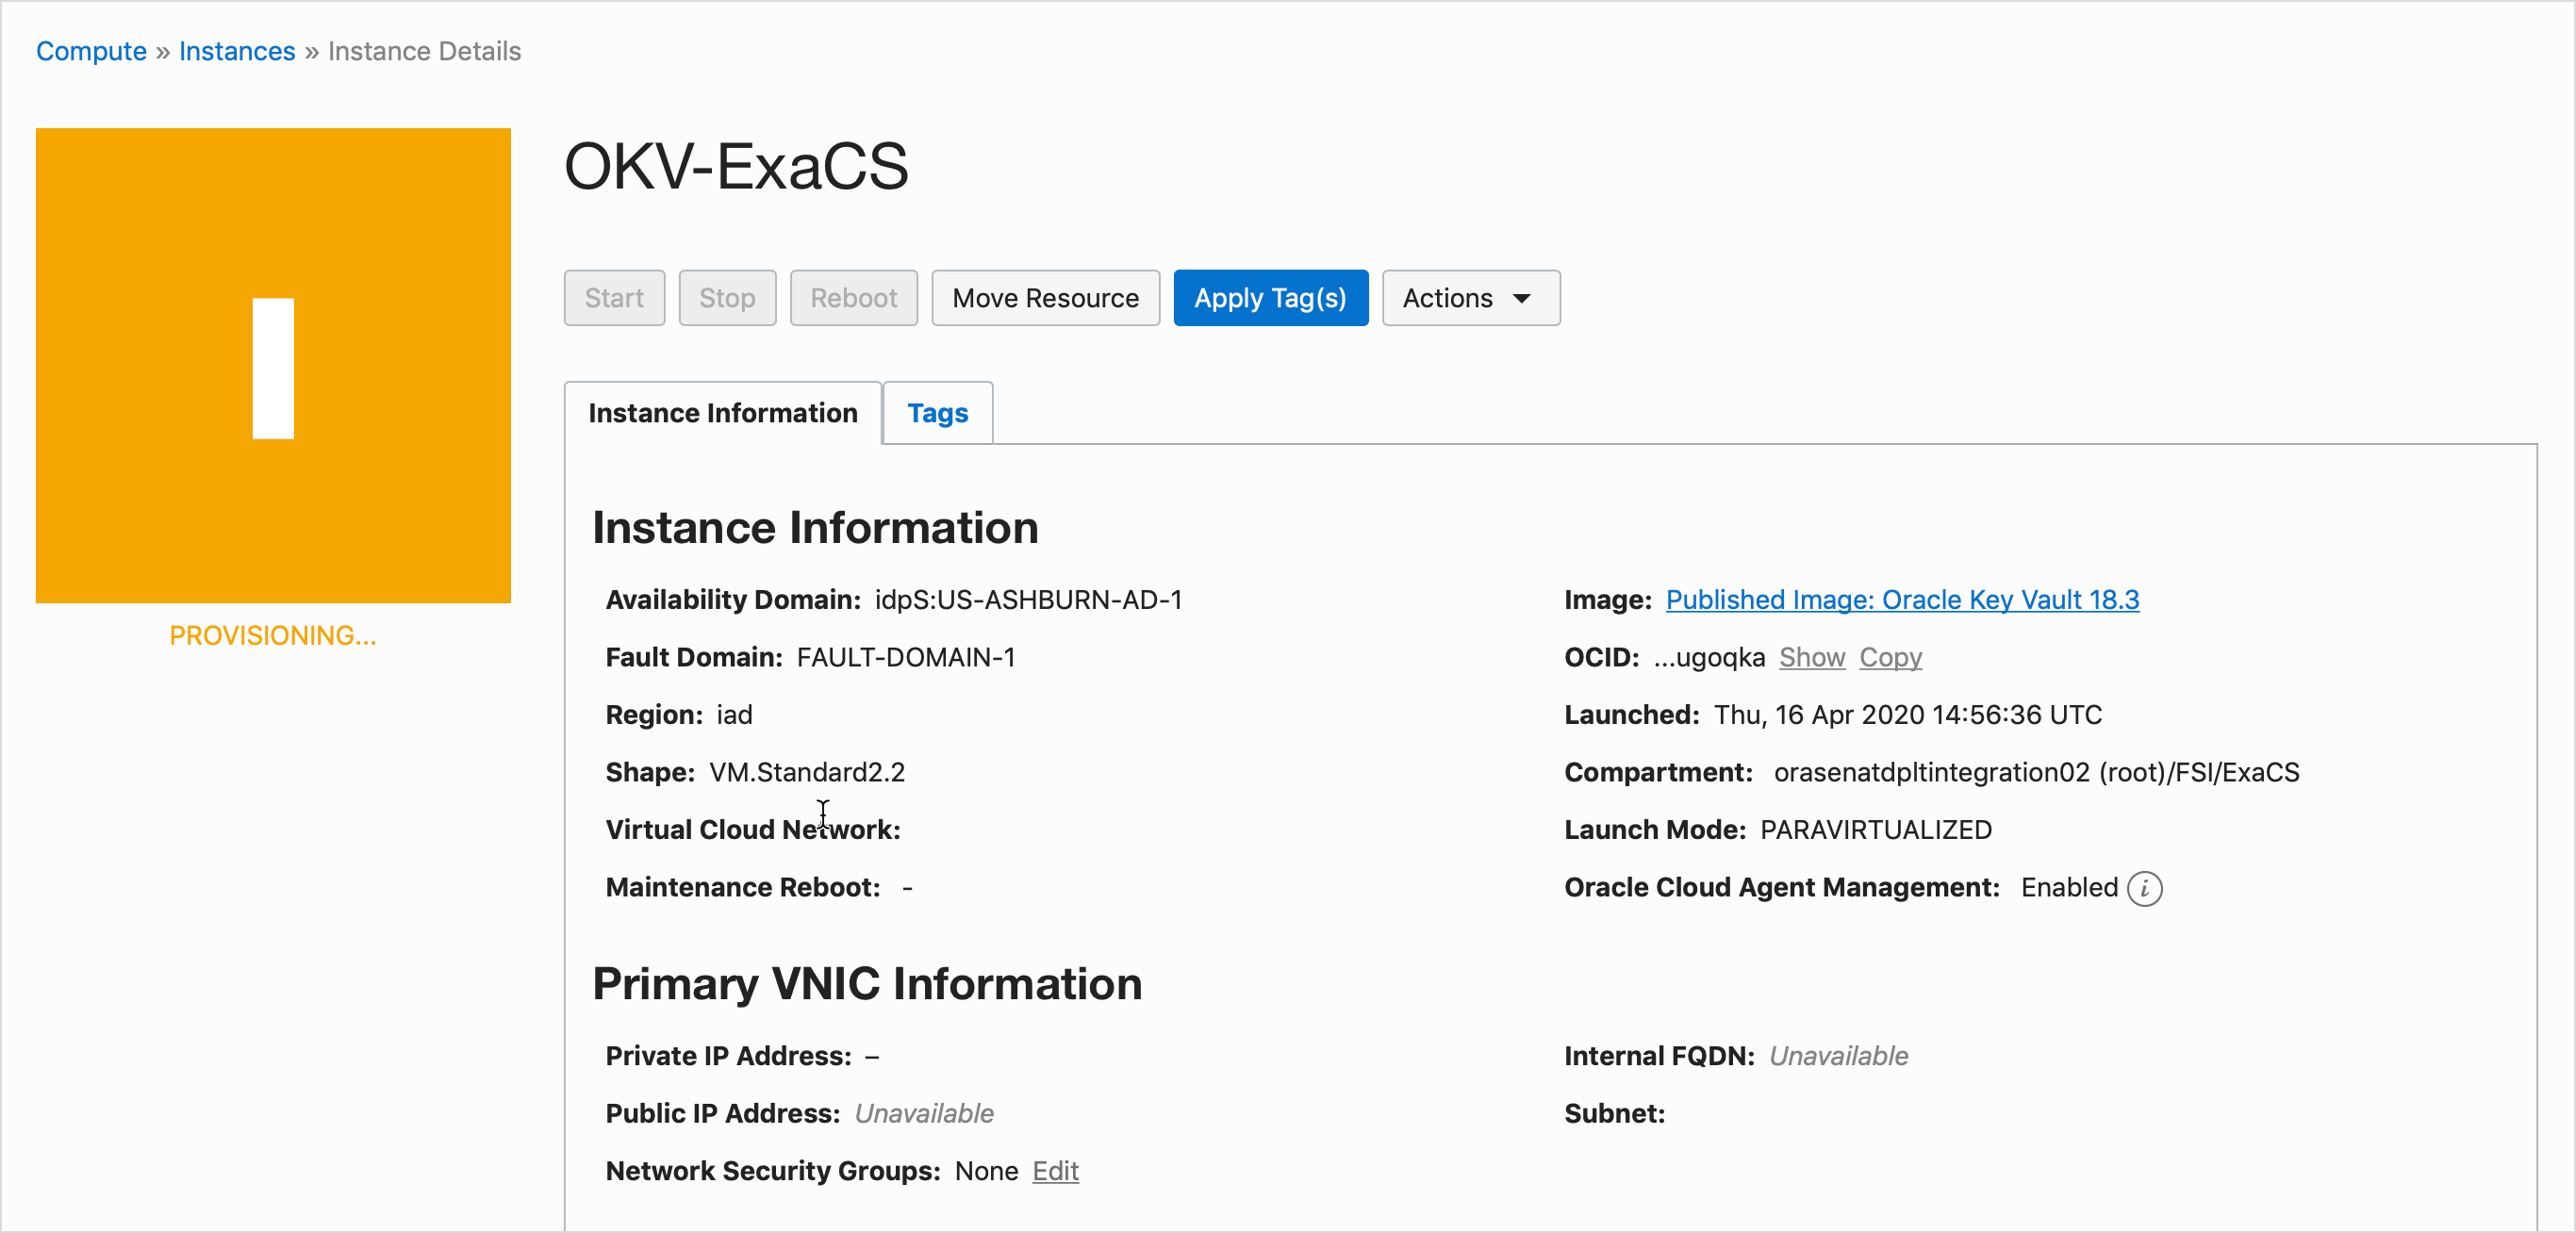 Compute » Instances » Instance Details
OKV-ExaCS
Start Stop Reboot Move Resource Apply Tag(s) Actions
Instance Information Tags
I
PROVISIONING...
Instance Information
Availability Domain: idpS:US-ASHBURN-AD-1
Fault Domain: FAULT-DOMAIN-1
Region: iad
Shape: VM.Standard2.2
Virtual Cloud Network:
Maintenance Reboot: -
Image: Published Image: Oracle Key Vault 18.3
OCID: ...ugoqka Show Copy
Launched: Thu, 16 Apr 2020 14:56:36 UTC
Compartment: orasenatdpltintegration02 (root)/FSI/ExaCS
Launch Mode: PARAVIRTUALIZED
Oracle Cloud Agent Management: Enabled i
Primary VNIC Information
Private IP Address: –
Public IP Address: Unavailable
Network Security Groups: None Edit
Internal FQDN: Unavailable
Subnet: